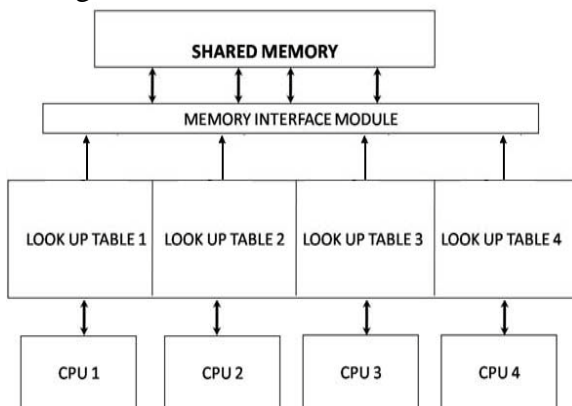 SHARED MEMORY
MEMORY INTERFACE MODULE
LOOK UP TABLE 1 LOOK UP TABLE 2 LOOK UP TABLE 3 LOOK UP TABLE 4
CPU 1 CPU 2 CPU 3 CPU 4